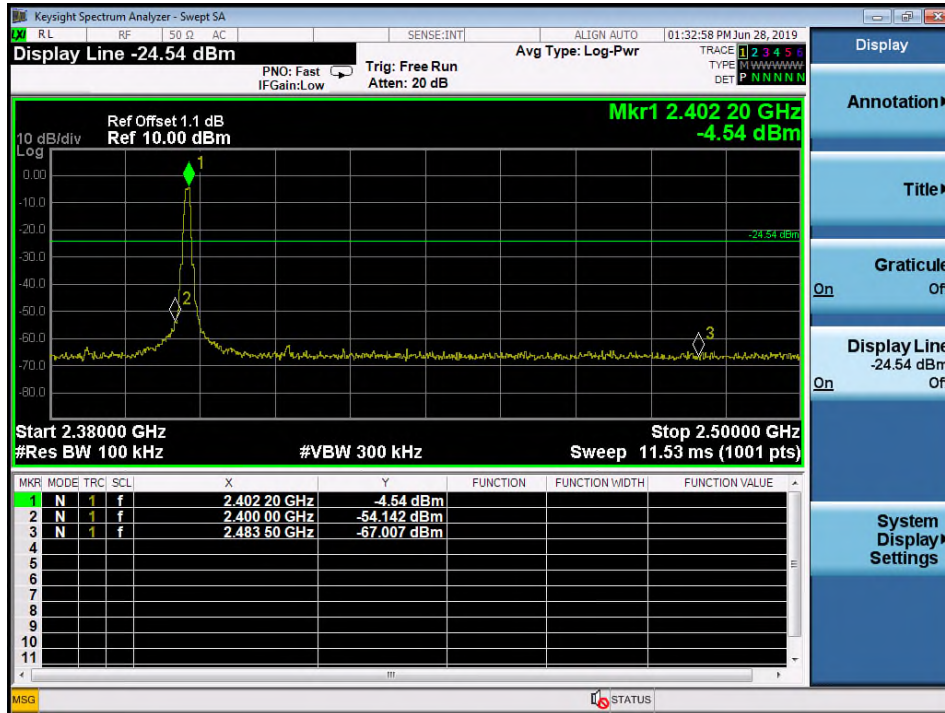 Keysight Spectrum Analyzer - Swept SA
LXI RL RF 50 Ω AC SENSE:INT ALIGN AUTO 01:32:58 PM Jun 28, 2019
Display Line -24.54 dBm
PNO: Fast
IFGain:Low
Trig: Free Run
Atten: 20 dB
Avg Type: Log-Pwr
TRACE 1 2 3 4 5 6
TYPE M WWWWW
DET P N N N N N
Mkr1 2.402 20 GHz
-4.54 dBm
Ref Offset 1.1 dB
10 dB/div Ref 10.00 dBm
Log
0.00
-10.0
-20.0
-30.0
-40.0
-50.0
-60.0
-70.0
-80.0
1
-24.54 dBm
2
3
Start 2.38000 GHz Stop 2.50000 GHz
#Res BW 100 kHz #VBW 300 kHz Sweep 11.53 ms (1001 pts)
MKR MODE TRC SCL X Y FUNCTION FUNCTION WIDTH FUNCTION VALUE
1 N 1 f 2.402 20 GHz -4.54 dBm
2 N 1 f 2.400 00 GHz -54.142 dBm
3 N 1 f 2.483 50 GHz -67.007 dBm
4
5
6
7
8
9
10
11
MSG STATUS
Display
Annotation
Title
Graticule
On Off
Display Line
-24.54 dBm
On Off
System
Display
Settings